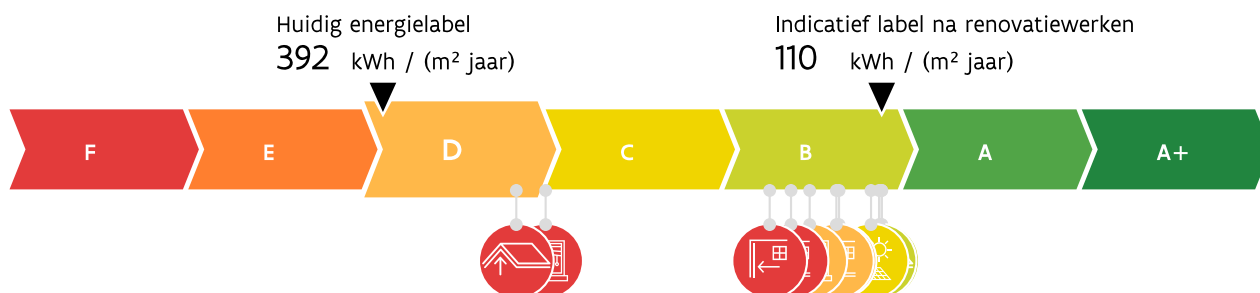 Huidig energielabel
392 kWh / (m² jaar)
Indicatief label na renovatiewerken
110 kWh / (m² jaar)
F E D C B A A+